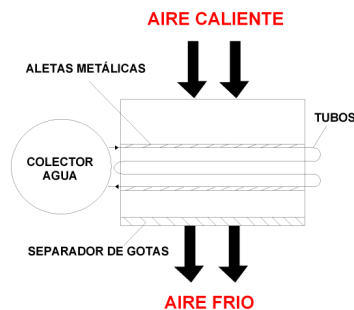 AIRE CALIENTE
ALETAS METÁLICAS
TUBOS
COLECTOR
AGUA
SEPARADOR DE GOTAS
AIRE FRIO